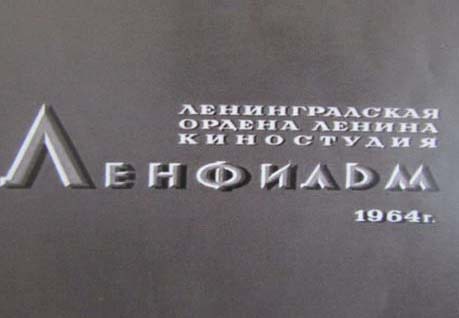 ЛЕНИНГРАДСКАЯ
ОРДЕНА ЛЕНИНА
КИНОСТУДИЯ
ЛЕНФИЛЬМ
1964г.